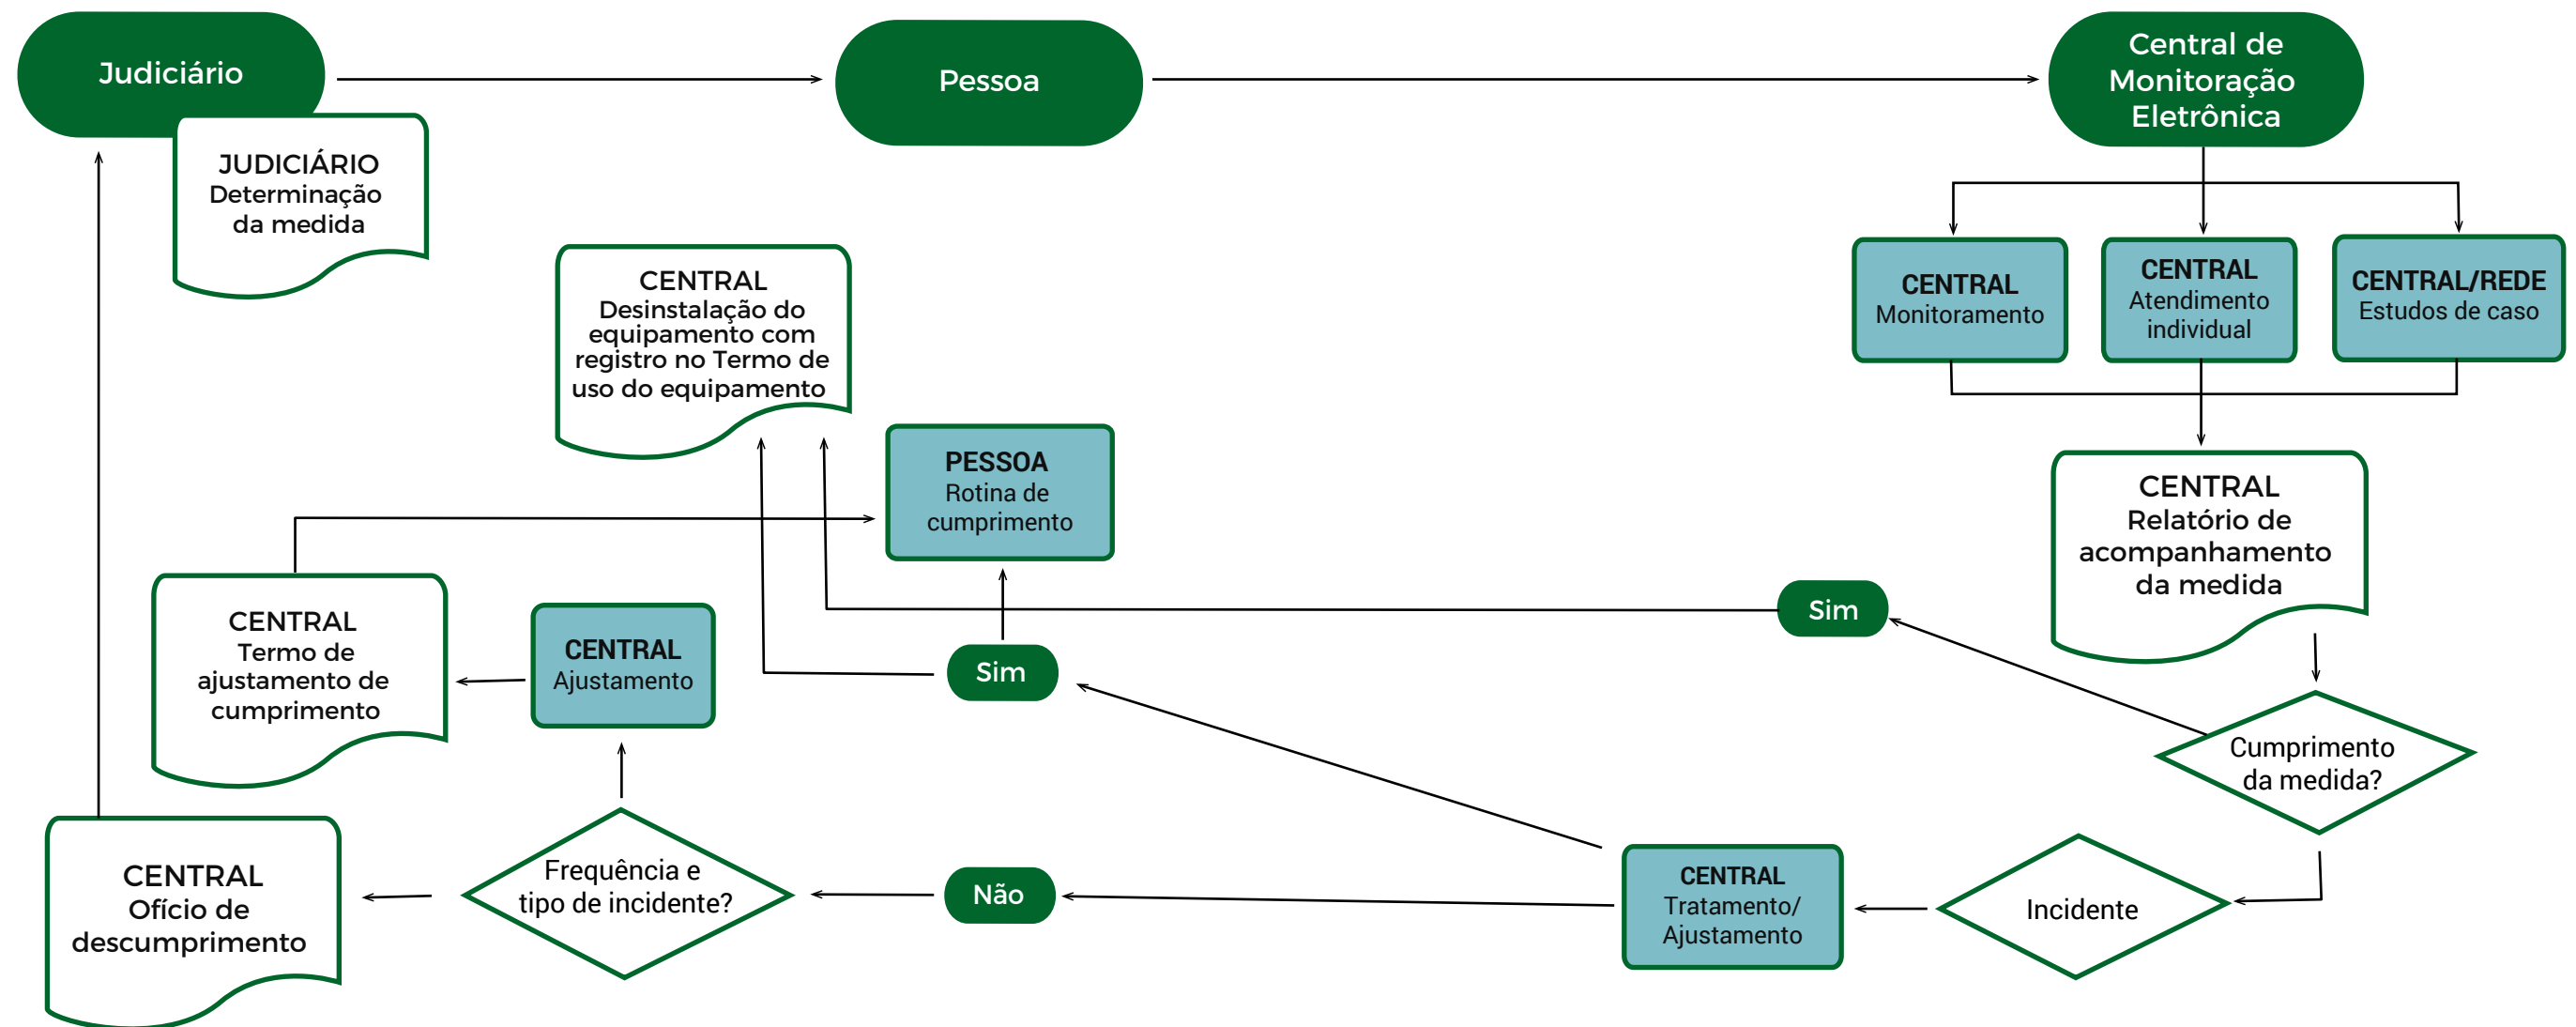 Judiciário
Pessoa
Central de
Monitoração
Eletrônica
JUDICIÁRIO
Determinação
da medida
CENTRAL
Desinstalação do
equipamento com
registro no Termo de
uso do equipamento
CENTRAL
Monitoramento
CENTRAL
Atendimento
individual
CENTRAL/REDE
Estudos de caso
PESSOA
Rotina de
cumprimento
CENTRAL
Relatório de
acompanhamento
da medida
CENTRAL
Termo de
ajustamento de
cumprimento
CENTRAL
Ajustamento
Sim
Sim
Cumprimento
da medida?
CENTRAL
Ofício de
descumprimento
Frequência e
tipo de incidente?
Não
CENTRAL
Tratamento/
Ajustamento
Incidente